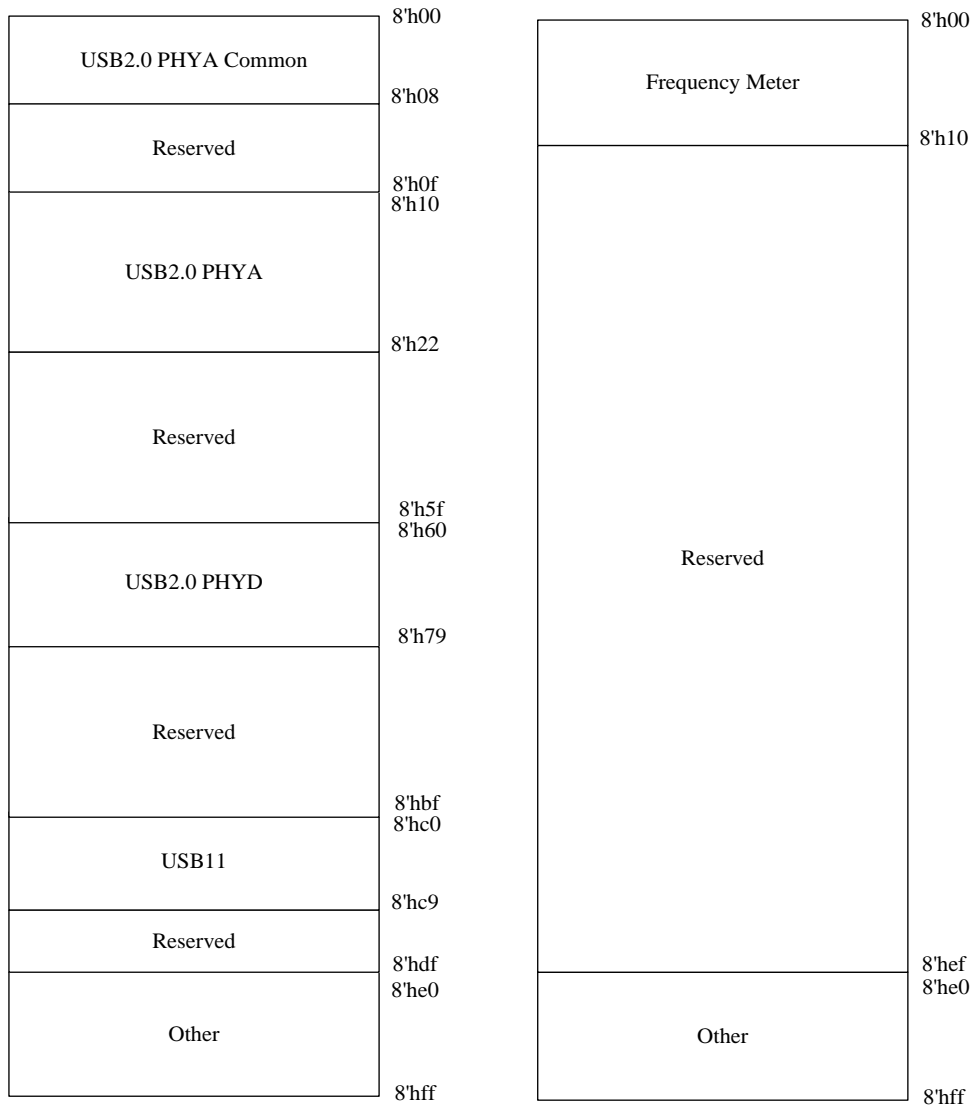 8'h00
USB2.0 PHYA Common
8'h08
Reserved
8'h0f
8'h10
USB2.0 PHYA
8'h22
Reserved
8'h5f
8'h60
USB2.0 PHYD
8'h79
Reserved
8'hbf
8'hc0
USB11
8'hc9
Reserved
8'hdf
8'he0
Other
8'hff
8'h00
Frequency Meter
8'h10
Reserved
8'hef
8'he0
Other
8'hff